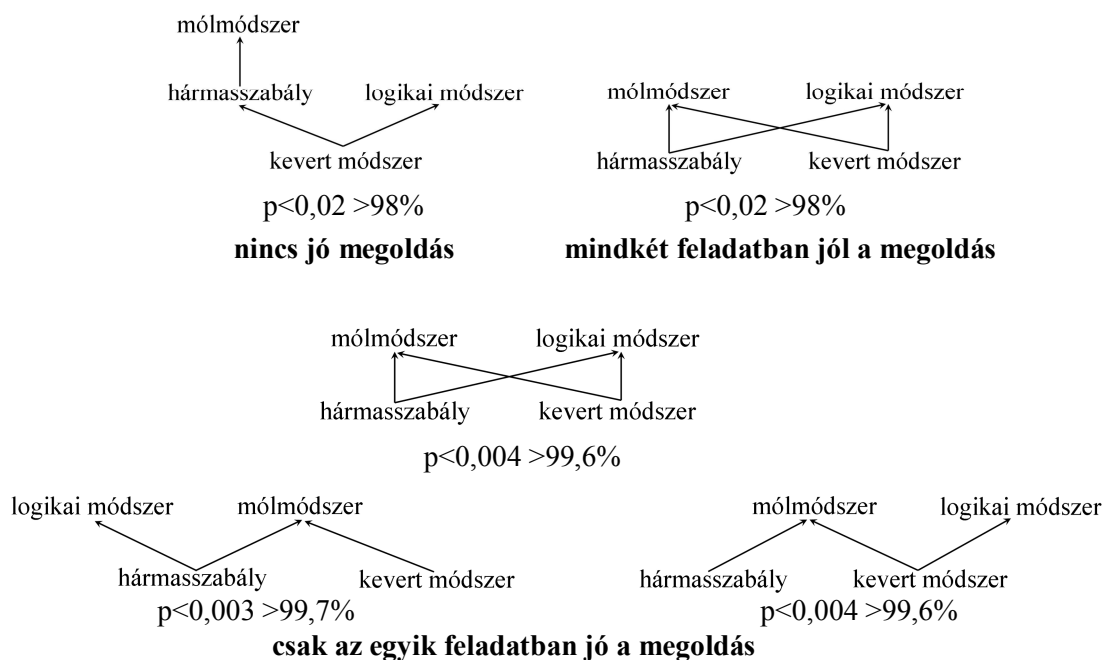 mólmódszer
hármasszabály logikai módszer
kevert módszer
p<0,02 >98%
nincs jó megoldás
mólmódszer logikai módszer
hármasszabály kevert módszer
p<0,02 >98%
mindkét feladatban jól a megoldás
mólmódszer logikai módszer
hármasszabály kevert módszer
p<0,004 >99,6%
logikai módszer mólmódszer
hármasszabály kevert módszer
p<0,003 >99,7%
mólmódszer logikai módszer
hármasszabály kevert módszer
p<0,004 >99,6%
csak az egyik feladatban jó a megoldás